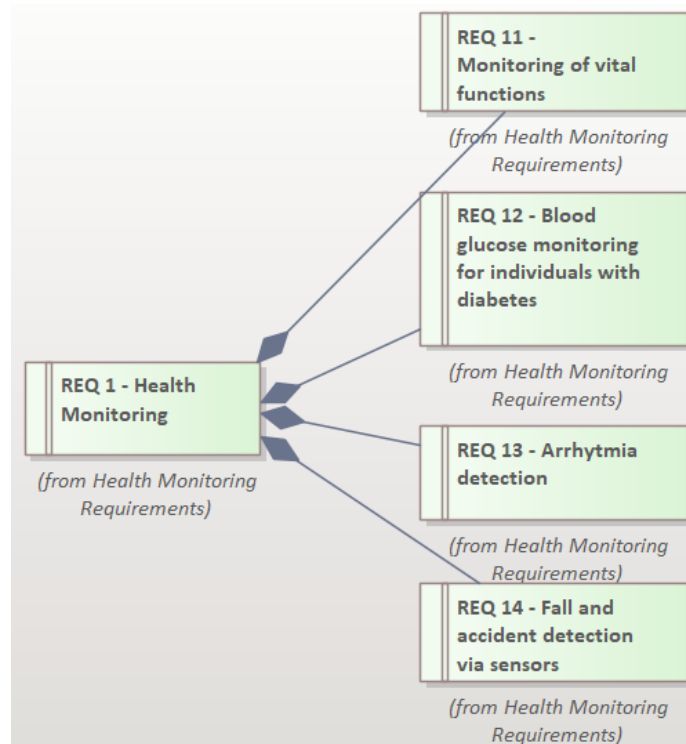 REQ 11 -
Monitoring of vital
functions
(from Health Monitoring
Requirements)
REQ 12 - Blood
glucose monitoring
for individuals with
diabetes
(from Health Monitoring
Requirements)
REQ 1 - Health
Monitoring
(from Health Monitoring
Requirements)
REQ 13 - Arrhytmia
detection
(from Health Monitoring
Requirements)
REQ 14 - Fall and
accident detection
via sensors
(from Health Monitoring
Requirements)